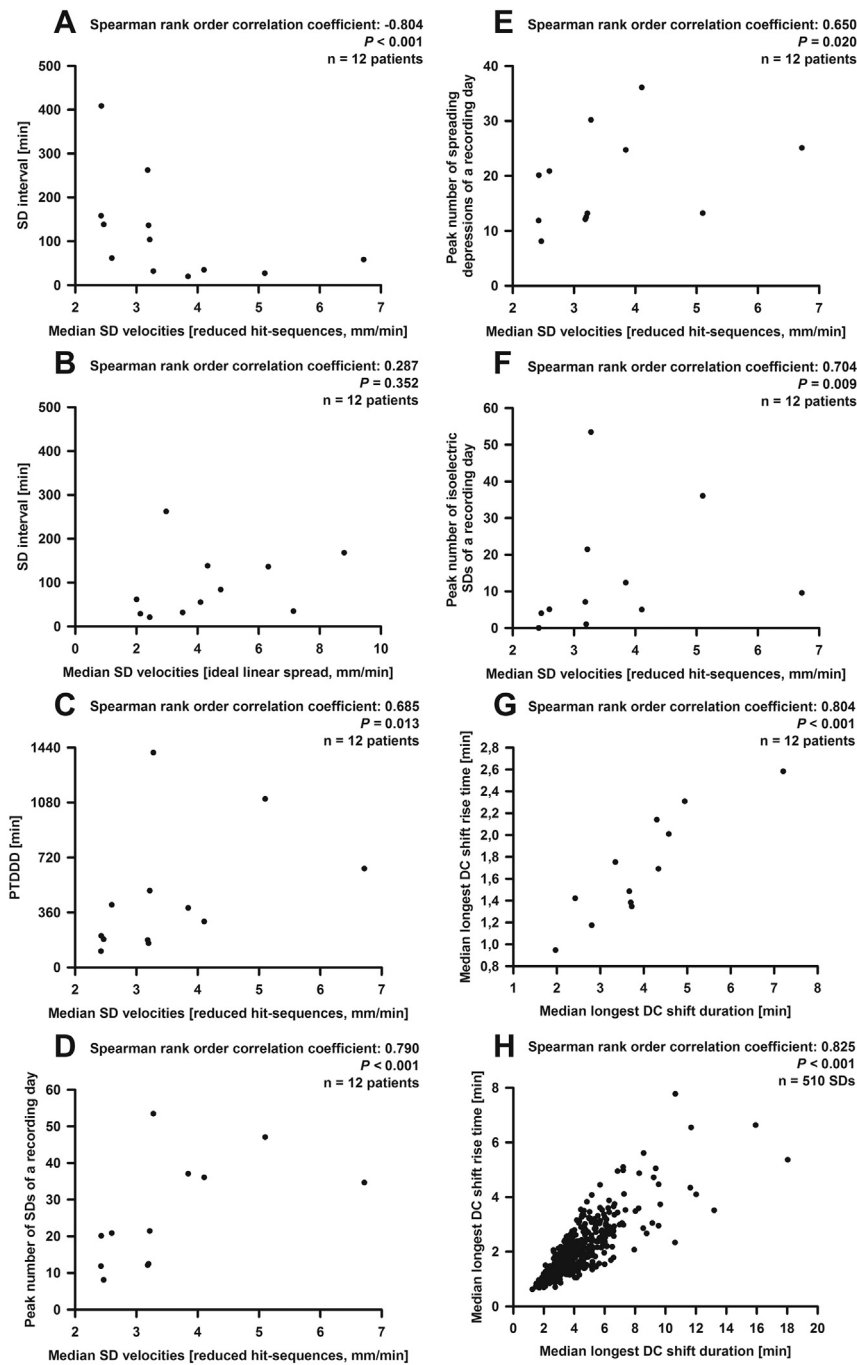 A
Spearman rank order correlation coefficient: -0.804
P < 0.001
n = 12 patients
500
400
300
200
100
0
SD interval [min]
2 3 4 5 6 7
Median SD velocities [reduced hit-sequences, mm/min]
B
Spearman rank order correlation coefficient: 0.287
P = 0.352
n = 12 patients
500
400
300
200
100
0
SD interval [min]
0 2 4 6 8 10
Median SD velocities [ideal linear spread, mm/min]
C
Spearman rank order correlation coefficient: 0.685
P = 0.013
n = 12 patients
1440
1080
720
360
0
PTDDD [min]
2 3 4 5 6 7
Median SD velocities [reduced hit-sequences, mm/min]
D
Spearman rank order correlation coefficient: 0.790
P < 0.001
n = 12 patients
60
50
40
30
20
10
0
Peak number of SDs of a recording day
2 3 4 5 6 7
Median SD velocities [reduced hit-sequences, mm/min]
E
Spearman rank order correlation coefficient: 0.650
P = 0.020
n = 12 patients
40
30
20
10
0
Peak number of spreading
depressions of a recording day
2 3 4 5 6 7
Median SD velocities [reduced hit-sequences, mm/min]
F
Spearman rank order correlation coefficient: 0.704
P = 0.009
n = 12 patients
60
50
40
30
20
10
0
Peak number of isoelectric
SDs of a recording day
2 3 4 5 6 7
Median SD velocities [reduced hit-sequences, mm/min]
G
Spearman rank order correlation coefficient: 0.804
P < 0.001
n = 12 patients
2,8
2,6
2,4
2,2
2,0
1,8
1,6
1,4
1,2
1,0
0,8
Median longest DC shift rise time [min]
1 2 3 4 5 6 7 8
Median longest DC shift duration [min]
H
Spearman rank order correlation coefficient: 0.825
P < 0.001
n = 510 SDs
8
6
4
2
0
Median longest DC shift rise time [min]
0 2 4 6 8 10 12 14 16 18 20
Median longest DC shift duration [min]